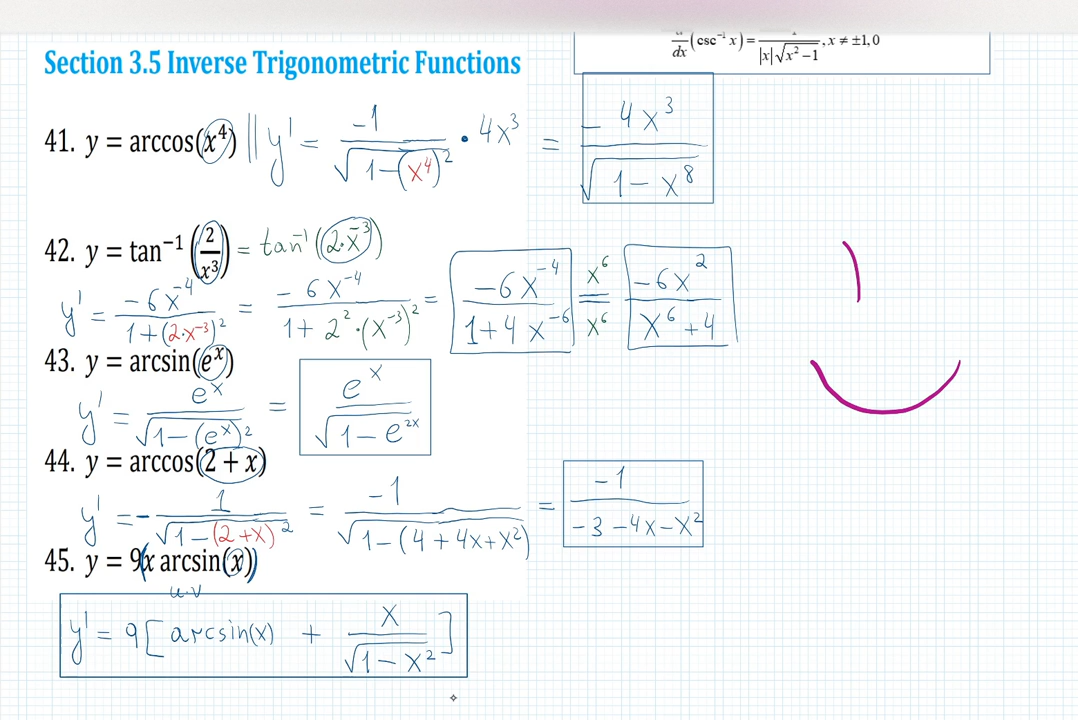 d/dx (csc⁻¹ x) = 1/(|x|√(x² − 1)), x ≠ ±1, 0
Section 3.5 Inverse Trigonometric Functions
41. y = arccos(x⁴) || y' = -1/√(1-(x⁴)²) • 4x³ = -4x³/√(1-x⁸)
42. y = tan⁻¹(2/x³) = tan⁻¹(2·x⁻³)
y' = -6x⁻⁴/(1+(2·x⁻³)²) = -6x⁻⁴/(1+2²·(x⁻³)²) = -6x⁻⁴/(1+4x⁻⁶) x⁶ = x⁶ -6x²/(x⁶+4)
43. y = arcsin(eˣ)
y' = eˣ/√(1-(eˣ)²) = eˣ/√(1-e²ˣ)
44. y = arccos(2 + x)
y' = -1/√(1-(2+x)²) = -1/√(1-(4+4x+x²)) = -1/(-3-4x-x²)
45. y = 9(x arcsin(x))
u·v
y' = 9[arcsin(x) + x/√(1-x²)]